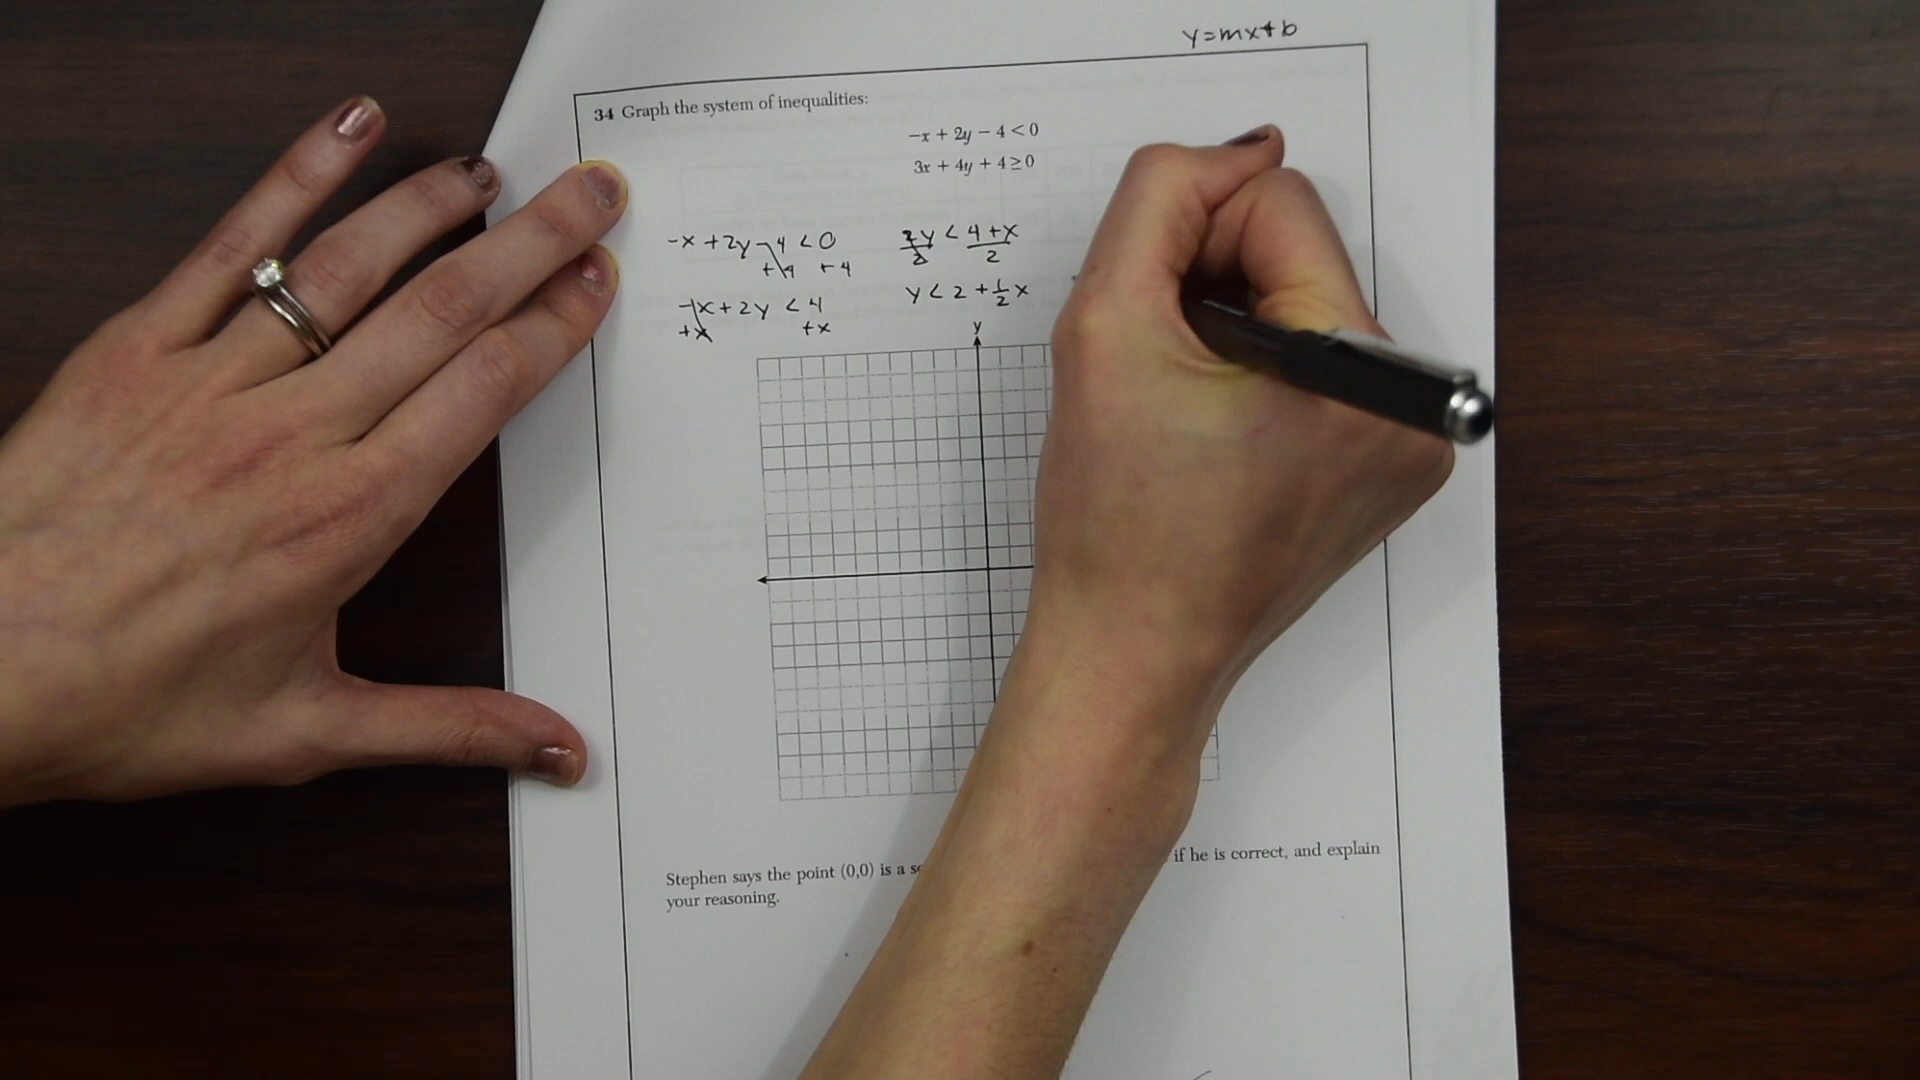 y=mx+b
34 Graph the system of inequalities:
−x + 2y − 4 < 0
3x + 4y + 4 ≥ 0
-x +2y -4 < 0
+4 +4
-x + 2y < 4
+x +x
2y < 4+x
2 2
y < 2 + 1/2 x
y
Stephen says the point (0,0) is a
if he is correct, and explain
your reasoning.